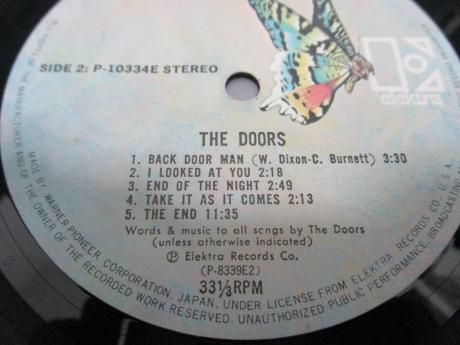 elektra
SIDE 2: P-10334E STEREO
THE DOORS
1. BACK DOOR MAN (W. Dixon-C. Burnett) 3:30
2. I LOOKED AT YOU 2:18
3. END OF THE NIGHT 2:49
4. TAKE IT AS IT COMES 2:13
5. THE END 11:35
Words & music to all songs by The Doors
(unless otherwise indicated)
Ⓟ Elektra Records Co.
(P-8339E2)
33⅓RPM
MADE BY WARNER-PIONEER CORPORATION, JAPAN, UNDER LICENSE FROM ELEKTRA RECORDS CO. U.S.A.
OF THE MANUFACTURER AND OF THE OWNER OF THE RECORDED WORK RESERVED. UNAUTHORIZED PUBLIC PERFORMANCE, BROADCASTING